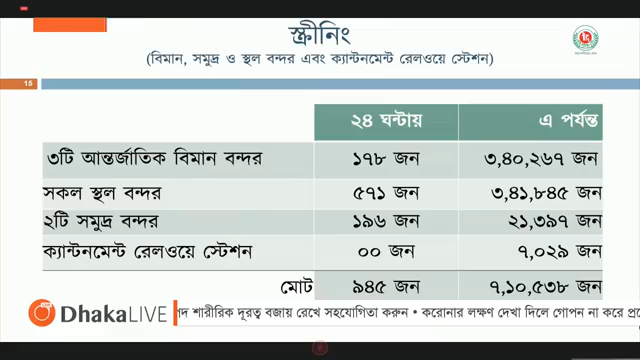 স্ক্রীনিং
(বিমান, সমুদ্র ও স্থল বন্দর এবং ক্যান্টনমেন্ট রেলওয়ে স্টেশন)
15
২৪ ঘন্টায় এ পর্যন্ত
৩টি আন্তর্জাতিক বিমান বন্দর ১৭৮ জন ৩,৪০,২৬৭ জন
সকল স্থল বন্দর ৫৭১ জন ৩,৪১,৮৪৫ জন
২টি সমুদ্র বন্দর ১৯৬ জন ২১,৩৯৭ জন
ক্যান্টনমেন্ট রেলওয়ে স্টেশন ০০ জন ৭,০২৯ জন
মোট ৯৪৫ জন ৭,১০,৫৩৮ জন
DhakaLIVE শারীরিক দূরত্ব বজায় রেখে সহযোগিতা করুন • করোনার লক্ষণ দেখা দিলে গোপন না করে